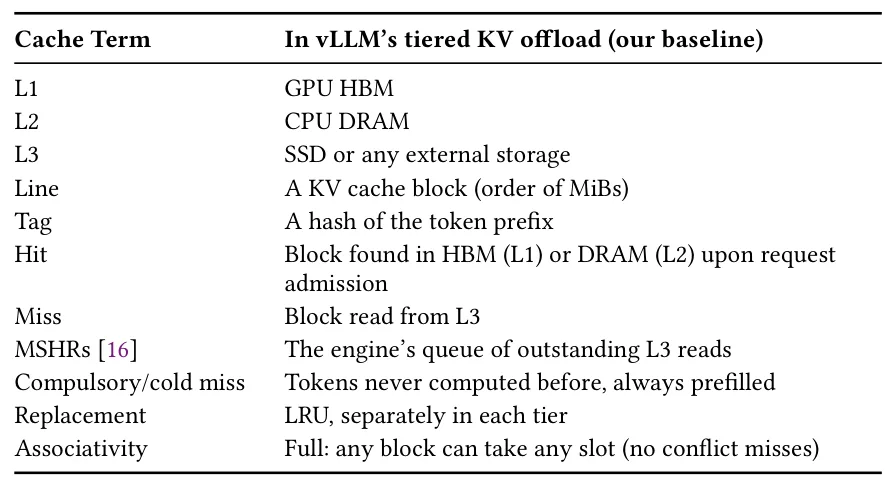 Cache Term In vLLM's tiered KV offload (our baseline)
L1 GPU HBM
L2 CPU DRAM
L3 SSD or any external storage
Line A KV cache block (order of MiBs)
Tag A hash of the token prefix
Hit Block found in HBM (L1) or DRAM (L2) upon request
admission
Miss Block read from L3
MSHRs [16] The engine's queue of outstanding L3 reads
Compulsory/cold miss Tokens never computed before, always prefilled
Replacement LRU, separately in each tier
Associativity Full: any block can take any slot (no conflict misses)